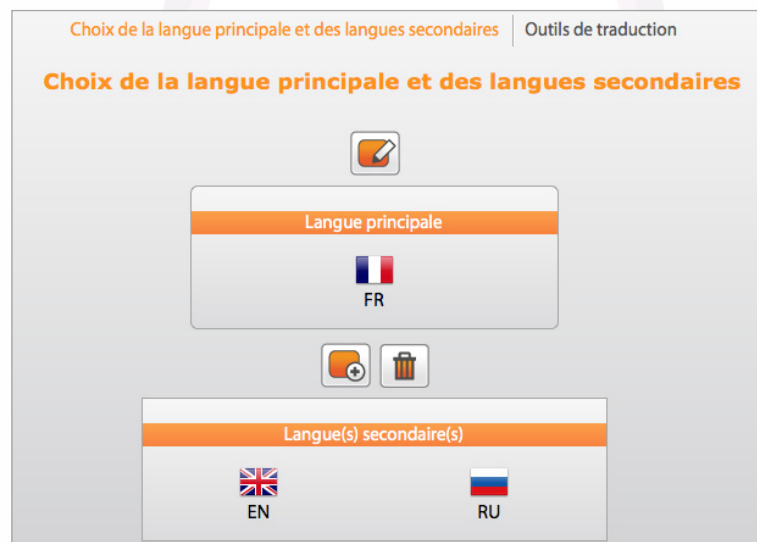 Choix de la langue principale et des langues secondaires Outils de traduction
Choix de la langue principale et des langues secondaires
Langue principale
FR
Langue(s) secondaire(s)
EN RU